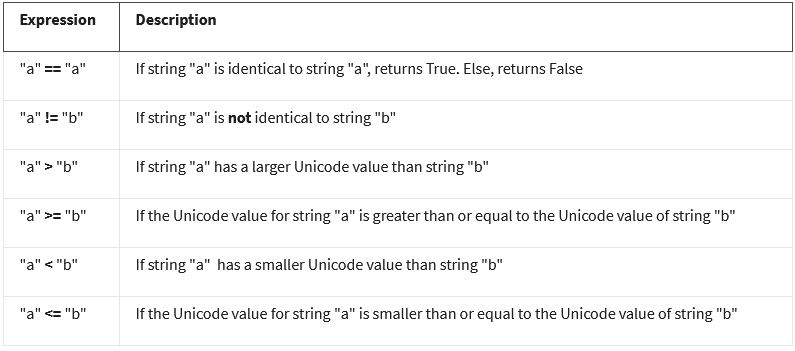 Expression Description
"a" == "a" If string "a" is identical to string "a", returns True. Else, returns False
"a" != "b" If string "a" is not identical to string "b"
"a" > "b" If string "a" has a larger Unicode value than string "b"
"a" >= "b" If the Unicode value for string "a" is greater than or equal to the Unicode value of string "b"
"a" < "b" If string "a"  has a smaller Unicode value than string "b"
"a" <= "b" If the Unicode value for string "a" is smaller than or equal to the Unicode value of string "b"